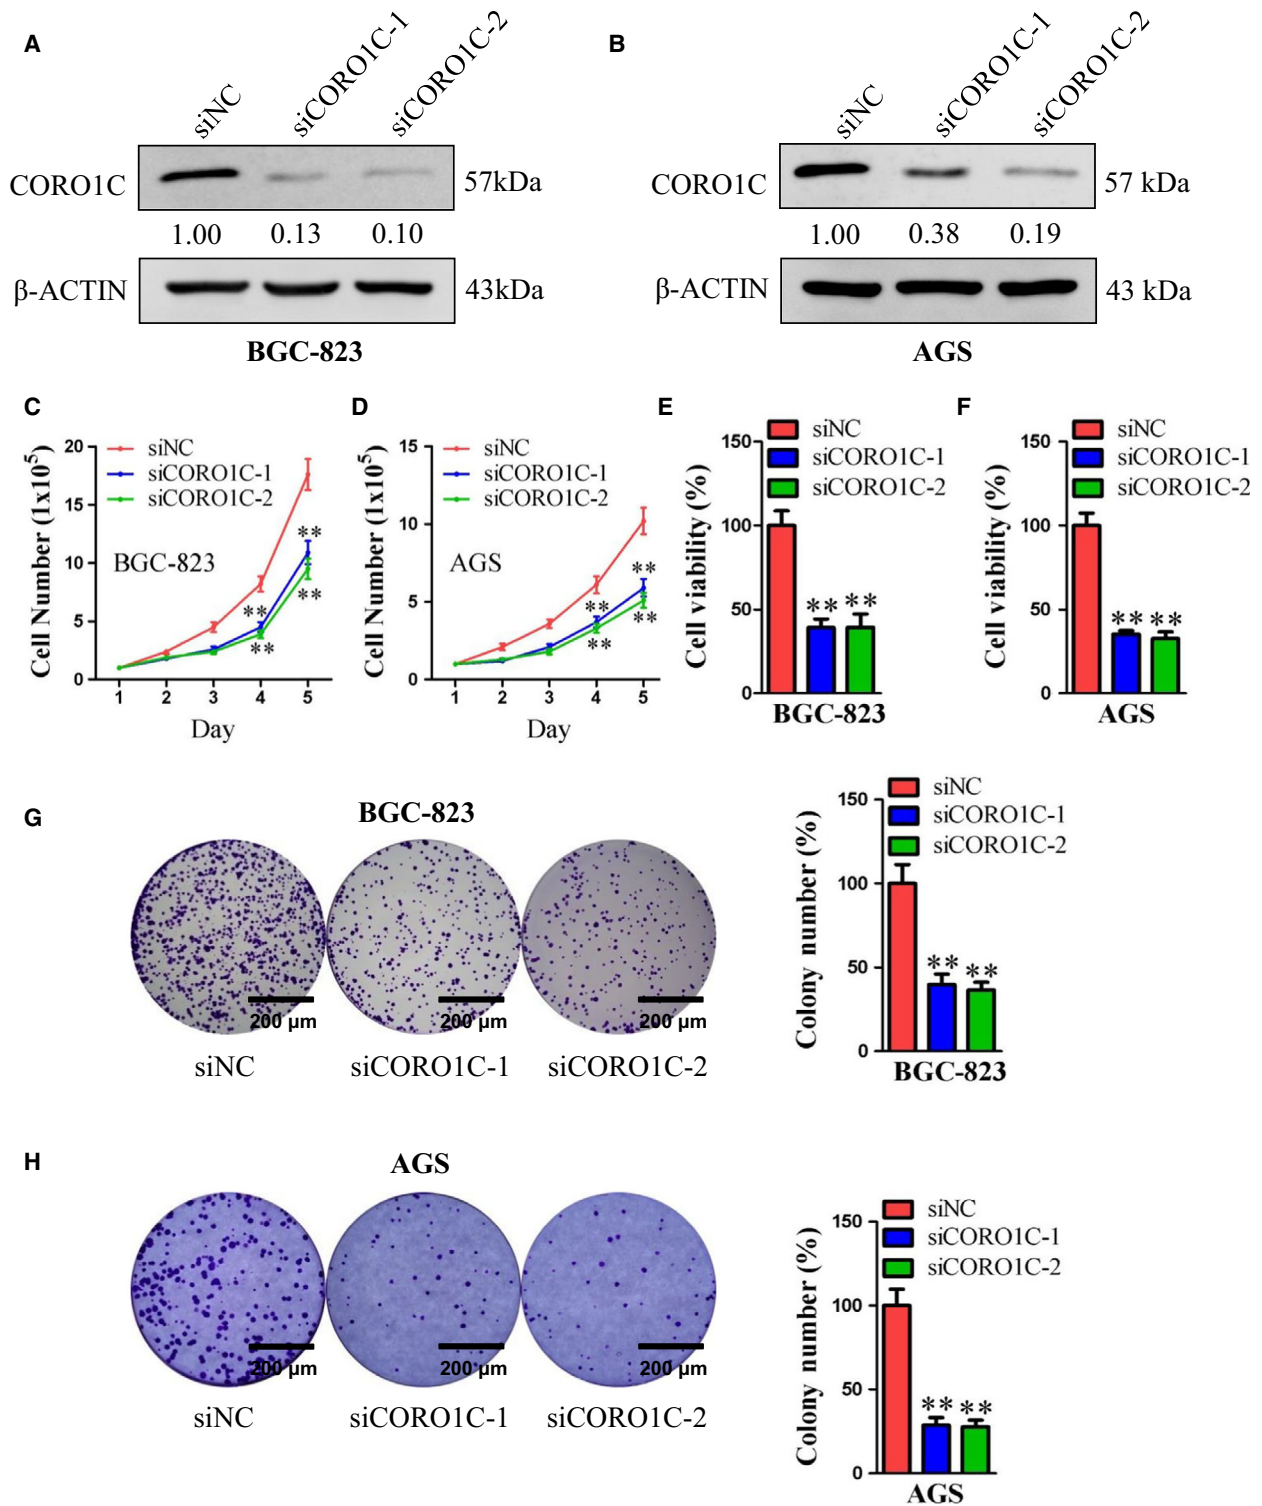 A
B
siNC
siCORO1C-1
siCORO1C-2
siNC
siCORO1C-1
siCORO1C-2
CORO1C
57kDa
CORO1C
57 kDa
1.00 0.13 0.10
1.00 0.38 0.19
β-ACTIN
43kDa
β-ACTIN
43 kDa
BGC-823
AGS
C
D
E
F
Cell Number (1x10⁵)
20
15
10
5
0
siNC
siCORO1C-1
siCORO1C-2
BGC-823
**
**
**
**
1 2 3 4 5
Day
Cell Number (1x10⁵)
15
10
5
0
siNC
siCORO1C-1
siCORO1C-2
AGS
**
**
**
**
1 2 3 4 5
Day
siNC
siCORO1C-1
siCORO1C-2
Cell viability (%)
150
100
50
0
** **
BGC-823
siNC
siCORO1C-1
siCORO1C-2
Cell viability (%)
150
100
50
0
** **
AGS
G
BGC-823
200 μm
200 μm
200 μm
siNC
siCORO1C-1
siCORO1C-2
siNC
siCORO1C-1
siCORO1C-2
Colony number (%)
150
100
50
0
** **
BGC-823
H
AGS
200 μm
200 μm
200 μm
siNC
siCORO1C-1
siCORO1C-2
siNC
siCORO1C-1
siCORO1C-2
Colony number (%)
150
100
50
0
** **
AGS